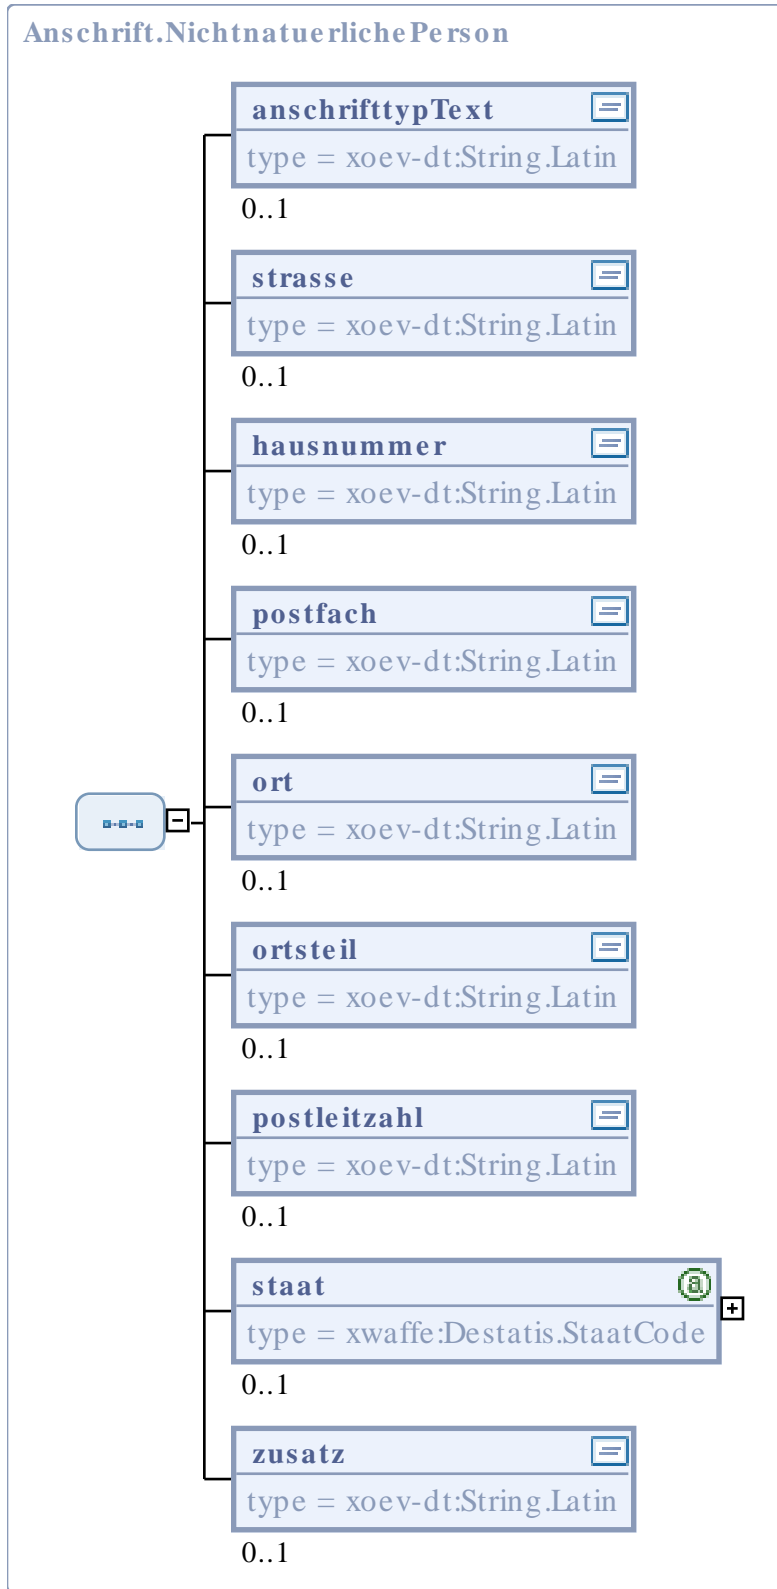 Anschrift.NichtnatuerlichePerson
anschrifttypText
type = xoev-dt:String.Latin
0..1
strasse
type = xoev-dt:String.Latin
0..1
hausnummer
type = xoev-dt:String.Latin
0..1
postfach
type = xoev-dt:String.Latin
0..1
ort
type = xoev-dt:String.Latin
0..1
ortsteil
type = xoev-dt:String.Latin
0..1
postleitzahl
type = xoev-dt:String.Latin
0..1
staat
type = xwaffe:Destatis.StaatCode
0..1
zusatz
type = xoev-dt:String.Latin
0..1